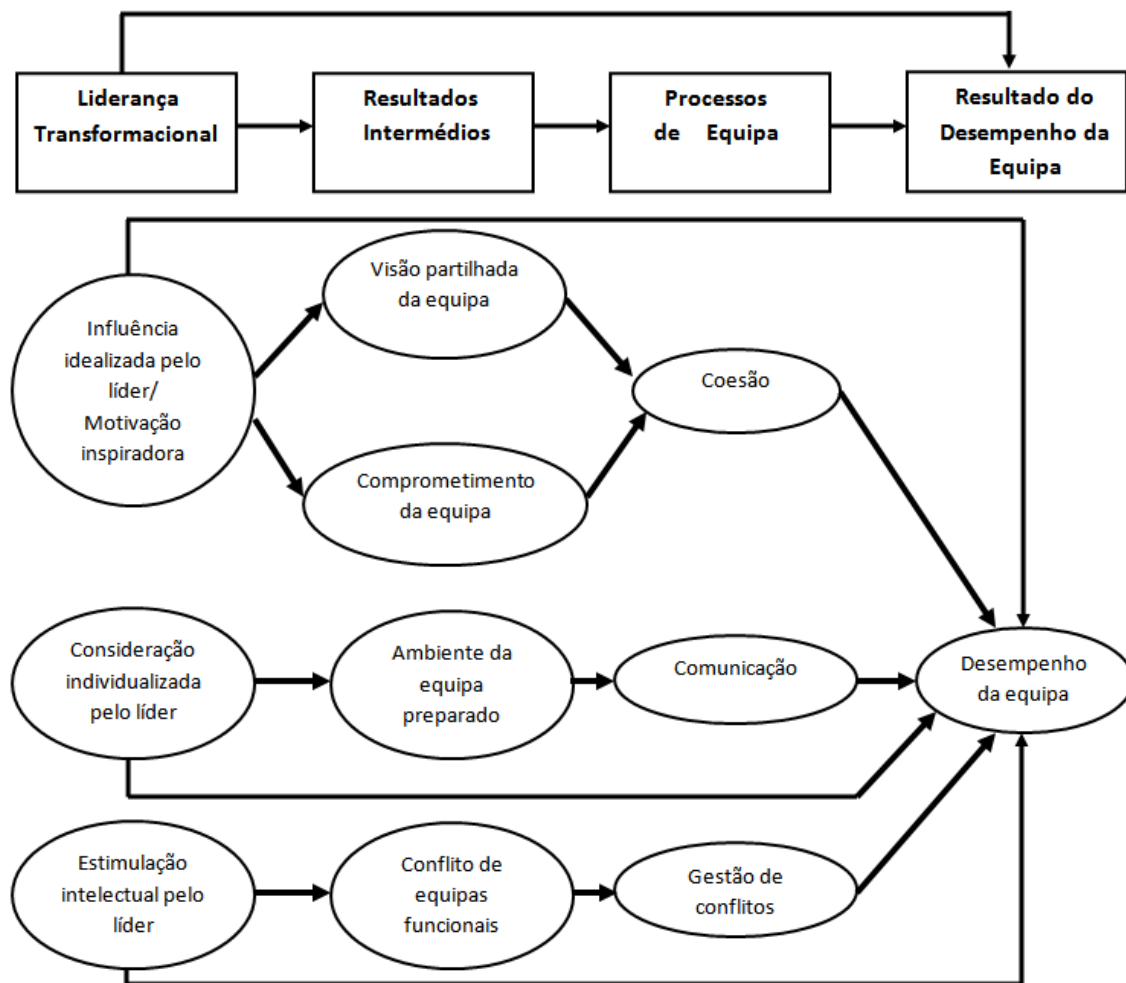 Liderança
Transformacional
Resultados
Intermédios
Processos
de Equipa
Resultado do
Desempenho da
Equipa
Visão partilhada
da equipa
Influência
idealizada pelo
líder/
Motivação
inspiradora
Coesão
Comprometimento
da equipa
Consideração
individualizada
pelo líder
Ambiente da
equipa
preparado
Comunicação
Desempenho
da equipa
Estimulação
intelectual pelo
líder
Conflito de
equipas
funcionais
Gestão de
conflitos